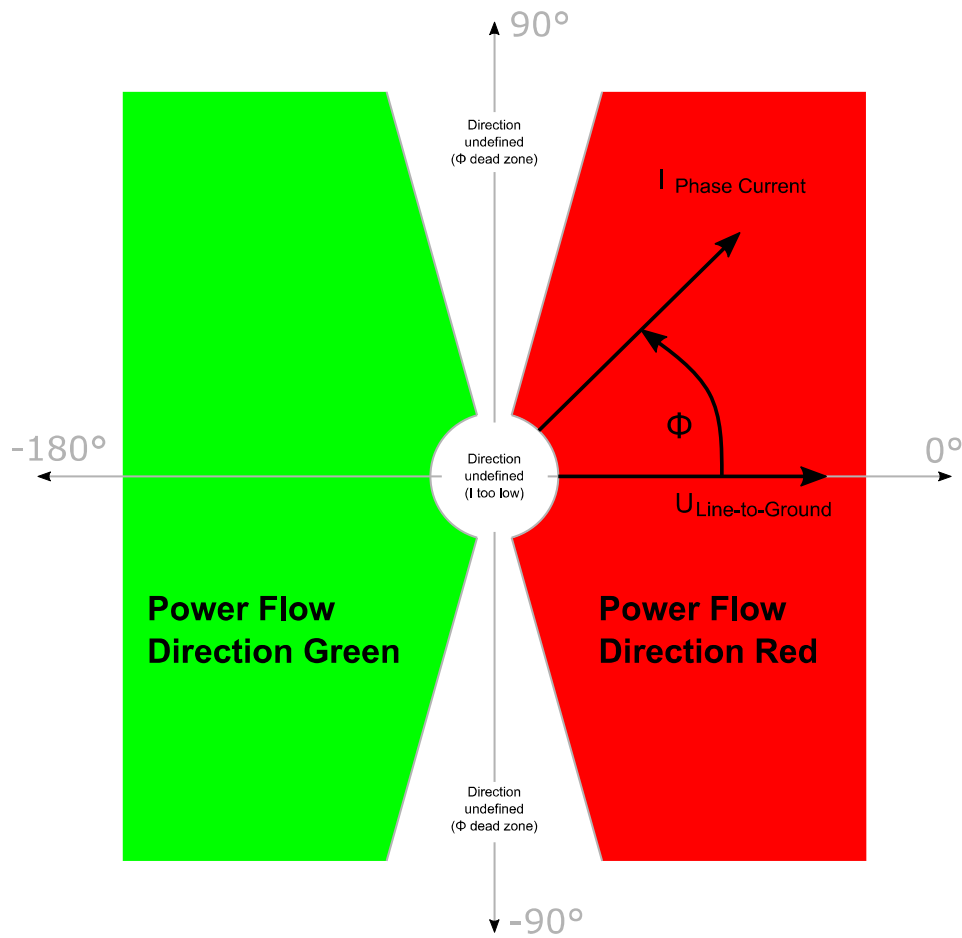 90°
Direction
undefined
(Φ dead zone)
I Phase Current
Φ
-180°
Direction
undefined
(I too low)
0°
U Line-to-Ground
Power Flow
Direction Green
Power Flow
Direction Red
Direction
undefined
(Φ dead zone)
-90°